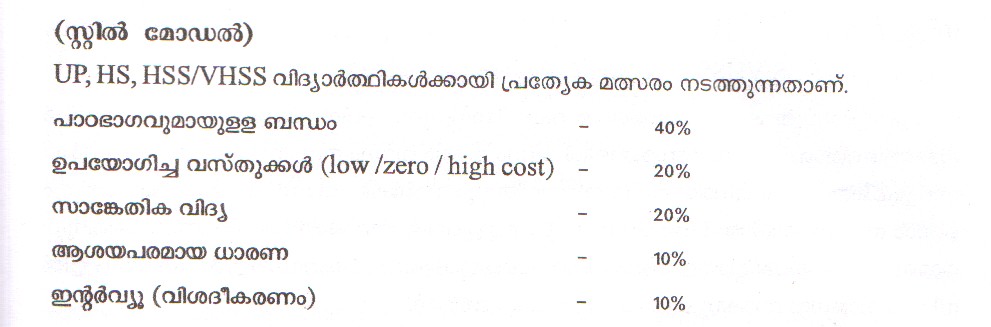 (സ്റ്റിൽ മോഡൽ)
UP, HS, HSS/VHSS വിദ്യാർത്ഥികൾക്കായി പ്രത്യേക മത്സരം നടത്തുന്നതാണ്.
പാഠഭാഗവുമായുളള ബന്ധം – 40%
ഉപയോഗിച്ച വസ്തുക്കൾ (low /zero / high cost) – 20%
സാങ്കേതിക വിദ്യ – 20%
ആശയപരമായ ധാരണ – 10%
ഇന്റർവ്യൂ (വിശദീകരണം) – 10%